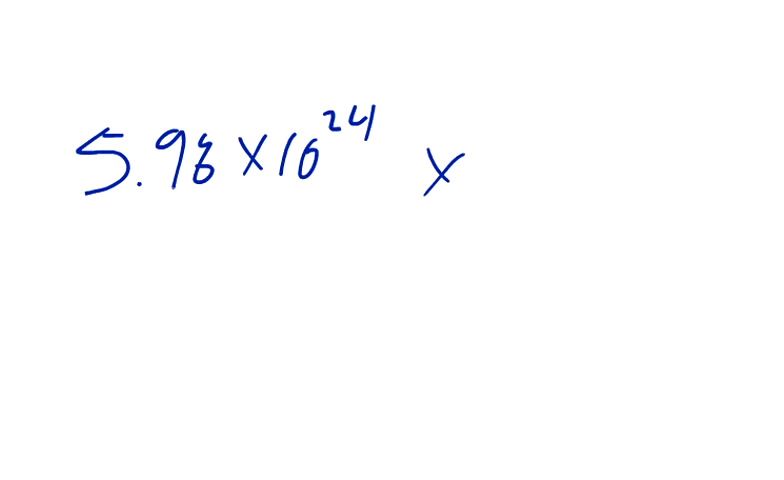 5.98 × 10²⁴ ×